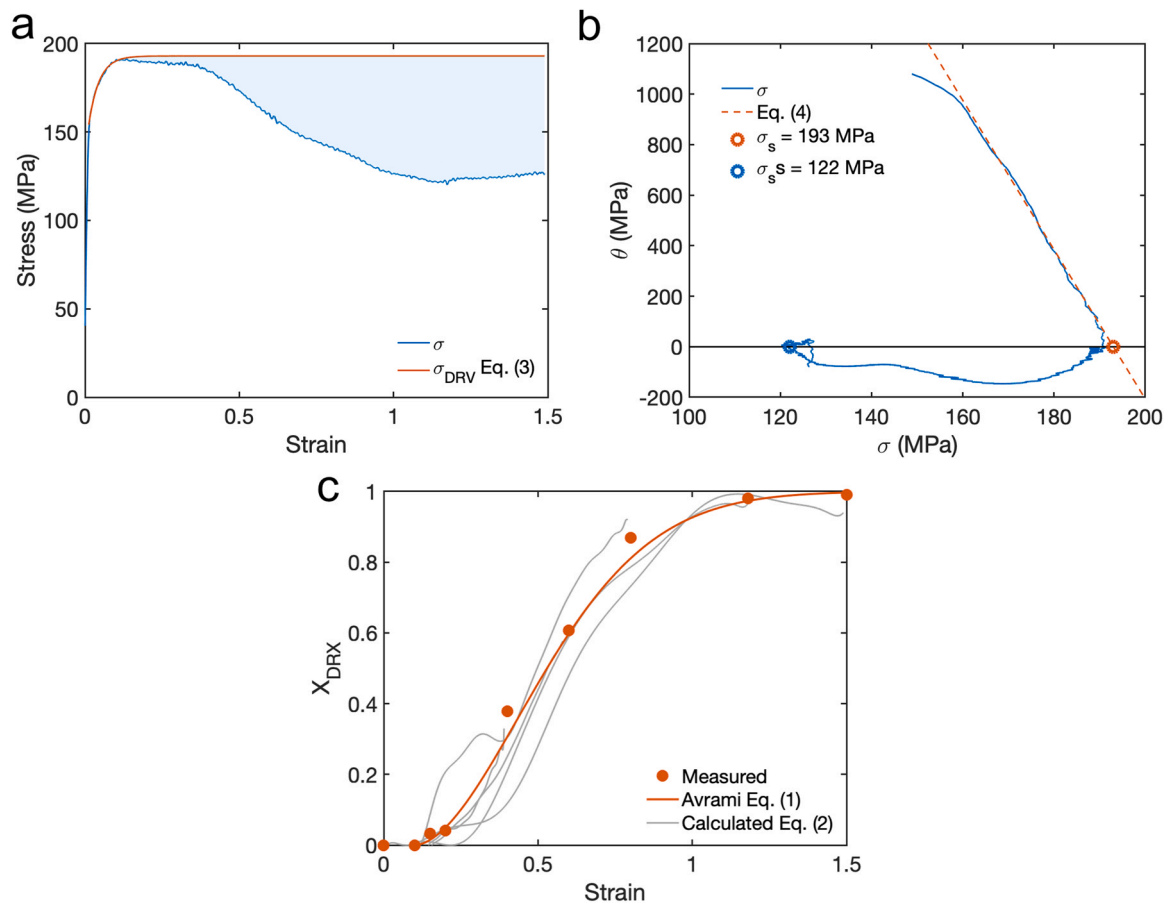 a
200
150
100
50
0
Stress (MPa)
σ
σDRV Eq. (3)
0
0.5
1
1.5
Strain
b
1200
1000
800
600
400
200
0
-200
θ (MPa)
σ
Eq. (4)
σs = 193 MPa
σss = 122 MPa
100
120
140
160
180
200
σ (MPa)
c
1
0.8
0.6
0.4
0.2
0
XDRX
Measured
Avrami Eq. (1)
Calculated Eq. (2)
0
0.5
1
1.5
Strain